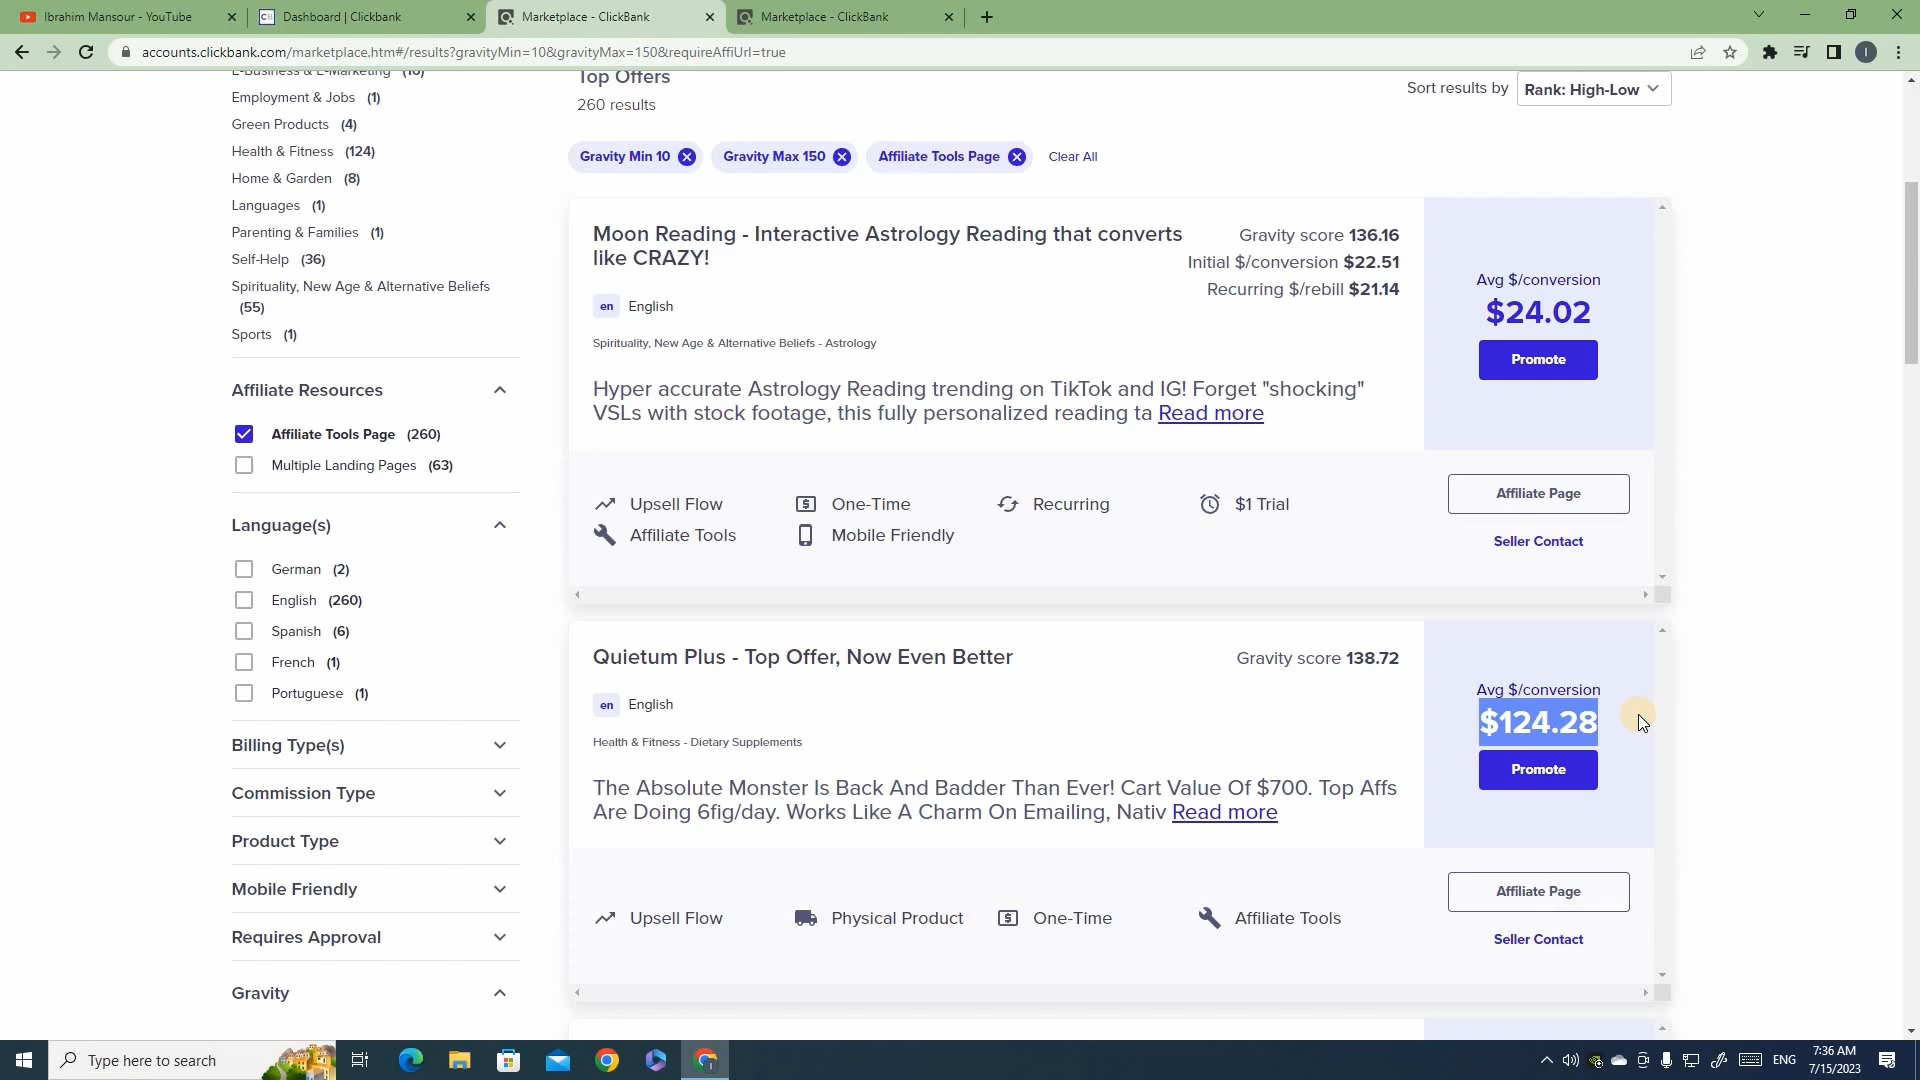 Ibrahim Mansour - YouTube
Dashboard | Clickbank
Marketplace - ClickBank
Marketplace - ClickBank
accounts.clickbank.com/marketplace.htm#/results?gravityMin=10&gravityMax=150&requireAffiUrl=true
I
E-Business & E-Marketing (16)
Employment & Jobs (1)
Green Products (4)
Health & Fitness (124)
Home & Garden (8)
Languages (1)
Parenting & Families (1)
Self-Help (36)
Spirituality, New Age & Alternative Beliefs
(55)
Sports (1)
Affiliate Resources
Affiliate Tools Page (260)
Multiple Landing Pages (63)
Language(s)
German (2)
English (260)
Spanish (6)
French (1)
Portuguese (1)
Billing Type(s)
Commission Type
Product Type
Mobile Friendly
Requires Approval
Gravity
Top Offers
260 results
Sort results by Rank: High-Low
Gravity Min 10 Gravity Max 150 Affiliate Tools Page Clear All
Moon Reading - Interactive Astrology Reading that converts
like CRAZY!
Gravity score 136.16
Initial $/conversion $22.51
Recurring $/rebill $21.14
en English
Spirituality, New Age & Alternative Beliefs - Astrology
Hyper accurate Astrology Reading trending on TikTok and IG! Forget "shocking"
VSLs with stock footage, this fully personalized reading ta Read more
Avg $/conversion
$24.02
Promote
Upsell Flow One-Time Recurring $1 Trial
Affiliate Tools Mobile Friendly
Affiliate Page
Seller Contact
Quietum Plus - Top Offer, Now Even Better
Gravity score 138.72
en English
Health & Fitness - Dietary Supplements
The Absolute Monster Is Back And Badder Than Ever! Cart Value Of $700. Top Affs
Are Doing 6fig/day. Works Like A Charm On Emailing, Nativ Read more
Avg $/conversion
$124.28
Promote
Upsell Flow Physical Product One-Time Affiliate Tools
Affiliate Page
Seller Contact
Type here to search
ENG
7:36 AM
7/15/2023